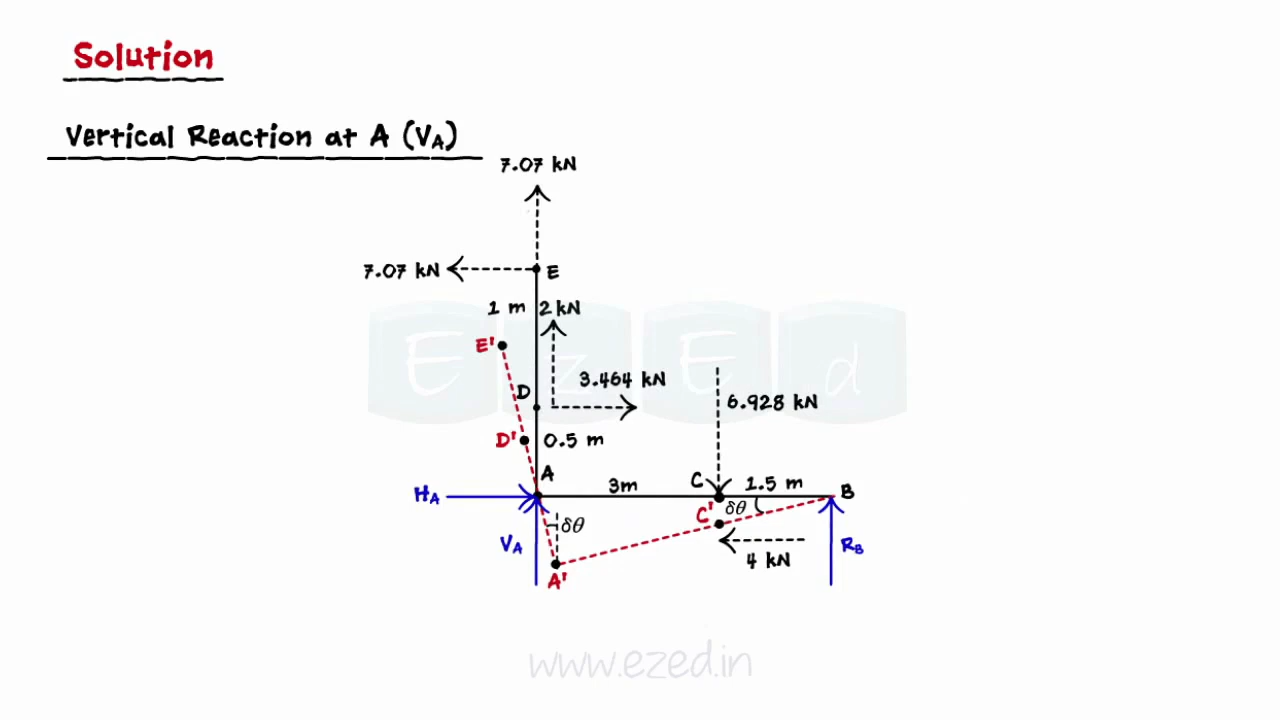 Solution
Vertical Reaction at A (VA)
7.07 kN
7.07 kN
E
1 m
2 kN
E'
3.464 kN
D
6.928 kN
D'
0.5 m
A
HA
3m
C
1.5 m
B
C'
δθ
δθ
VA
RB
4 kN
A'
EzEd
www.ezed.in